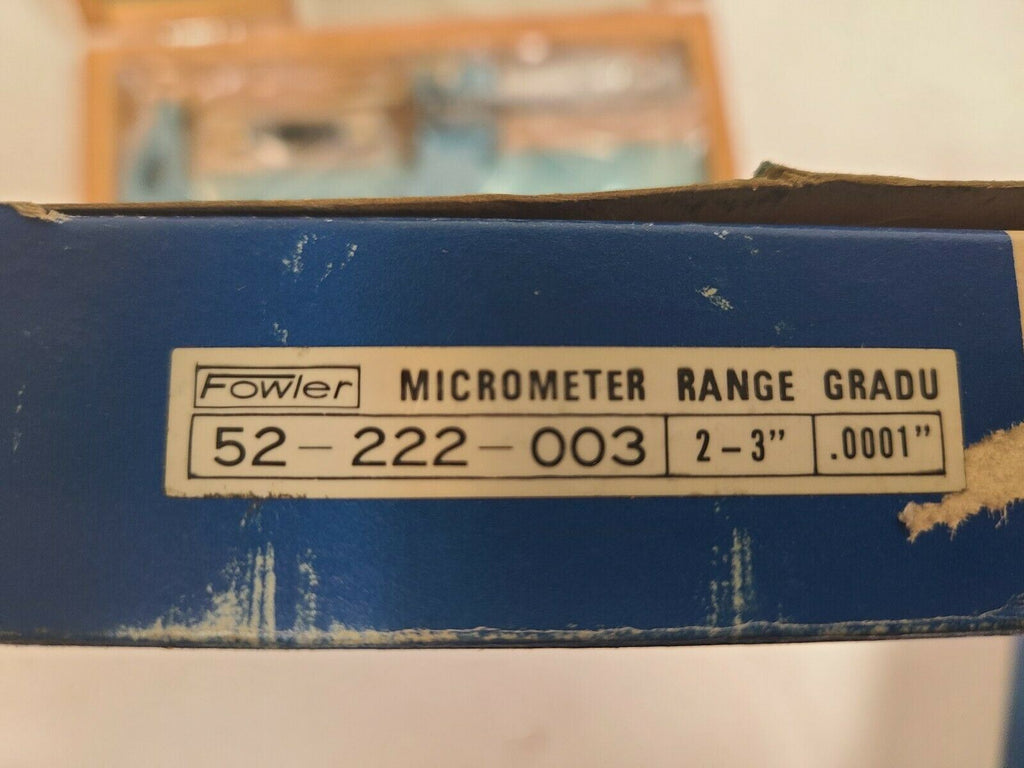 Fowler MICROMETER RANGE GRADU
52-222-003 2-3" .0001"